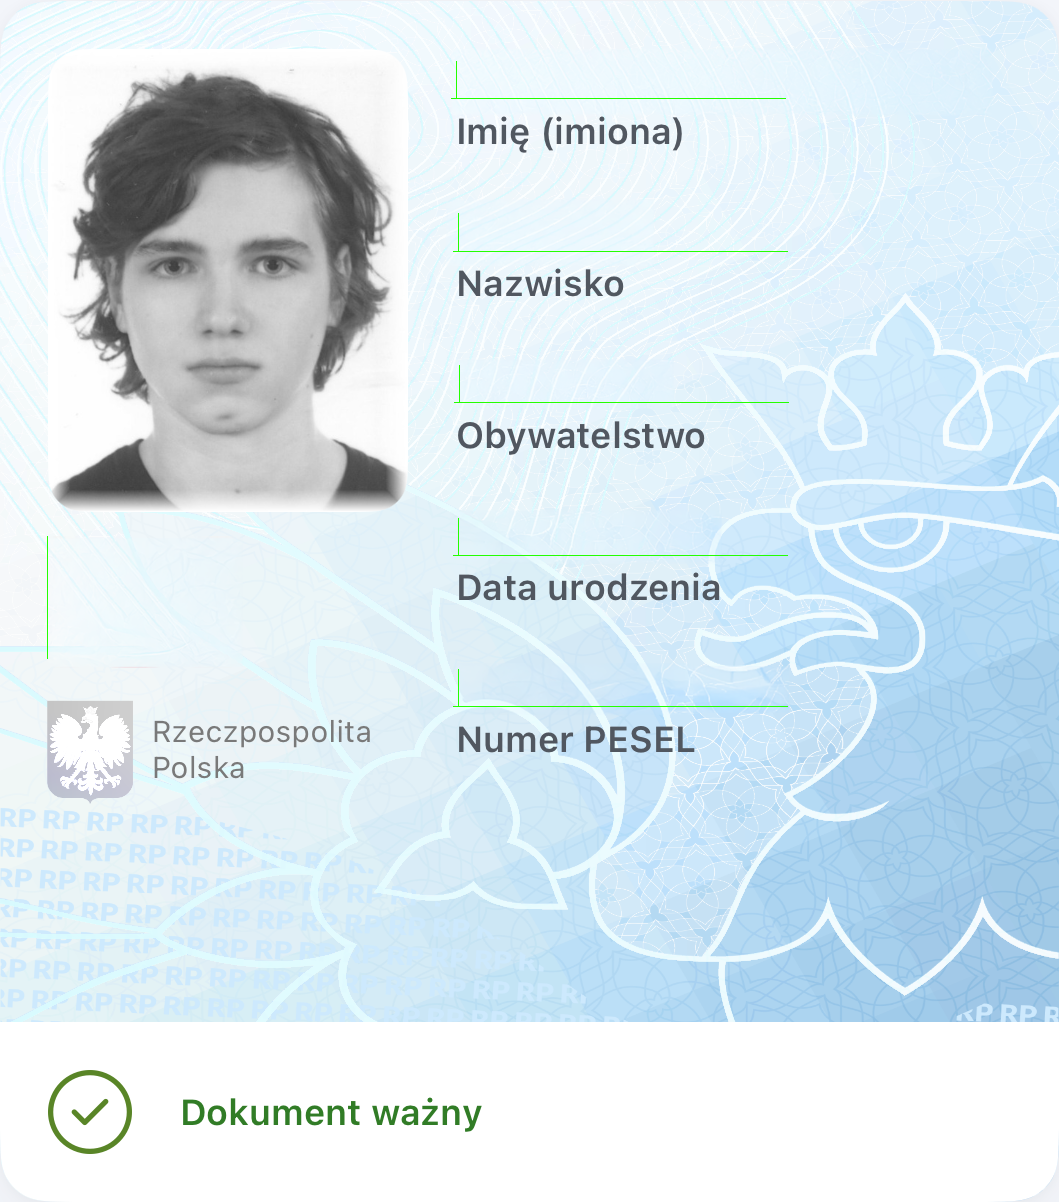 Imię (imiona)
Nazwisko
Obywatelstwo
Data urodzenia
Numer PESEL
Rzeczpospolita
Polska
RP RP RP RP RP RP
RP RP RP RP RP RP RP RP
RP RP RP RP RP RP RP RP RP
RP RP RP RP RP RP RP RP RP
RP RP RP RP RP RP RP RP RP RP
RP RP RP RP RP RP RP RP RP RP RP
RP RP RP RP RP RP RP RP RP RP RP RP RP
RP RP R
Dokument ważny